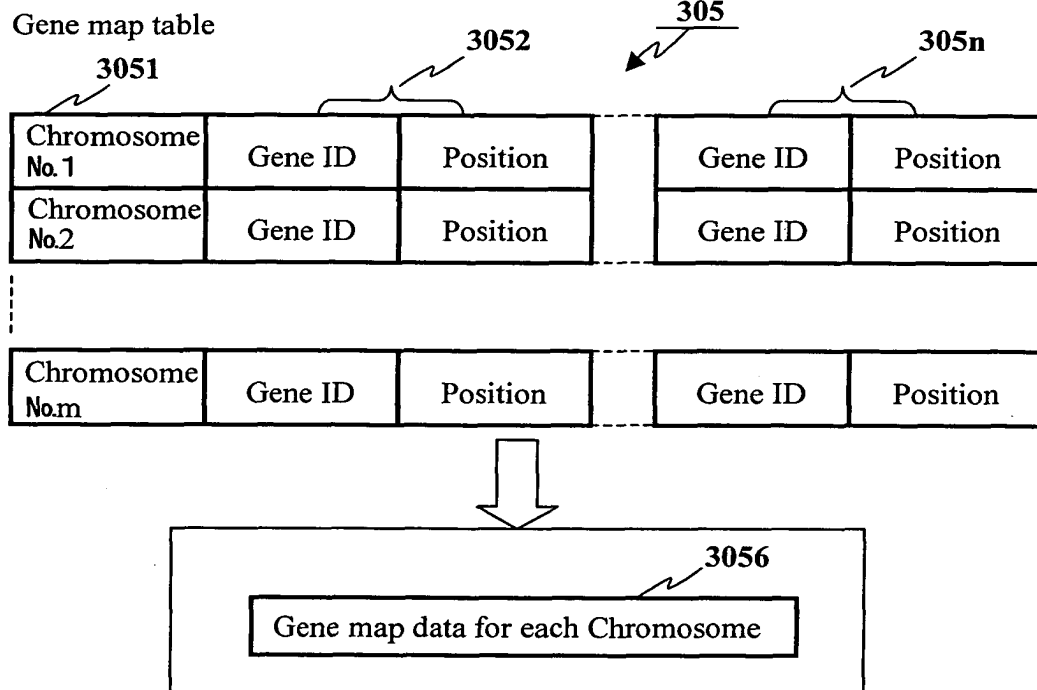 Gene map table
305
3051
3052
305n
Chromosome No. 1 Gene ID Position Gene ID Position
Chromosome No.2 Gene ID Position Gene ID Position
Chromosome No.m Gene ID Position Gene ID Position
3056
Gene map data for each Chromosome